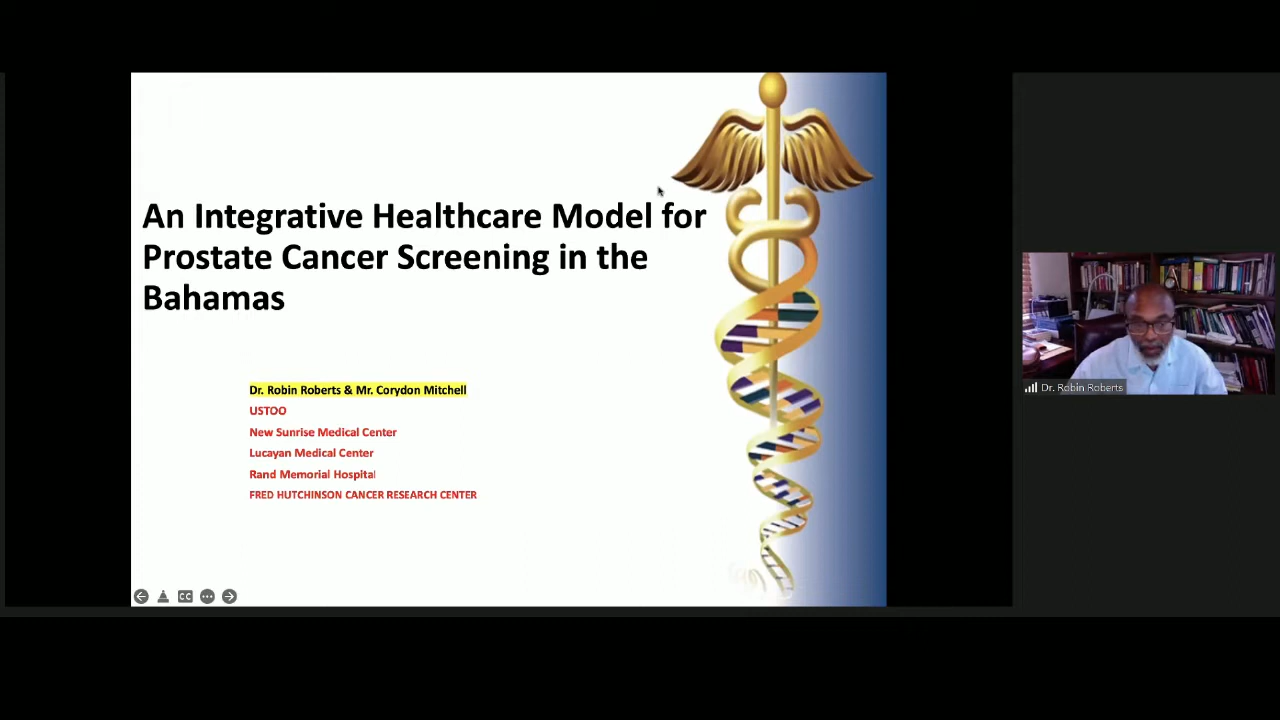 An Integrative Healthcare Model for
Prostate Cancer Screening in the
Bahamas
Dr. Robin Roberts & Mr. Corydon Mitchell
USTOO
New Sunrise Medical Center
Lucayan Medical Center
Rand Memorial Hospital
FRED HUTCHINSON CANCER RESEARCH CENTER
CC
Dr. Robin Roberts